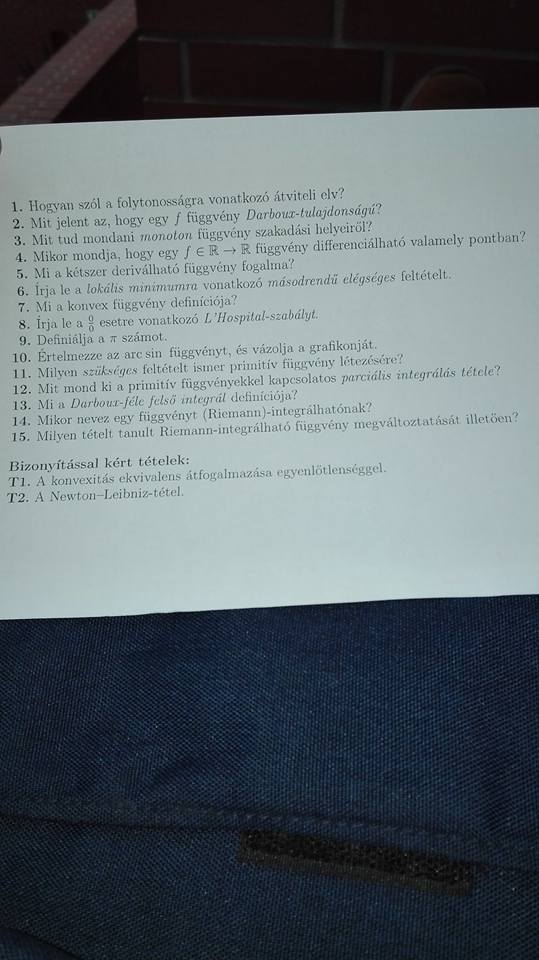 1. Hogyan szól a folytonosságra vonatkozó átviteli elv?
2. Mit jelent az, hogy egy f függvény Darboux-tulajdonságú?
3. Mit tud mondani monoton függvény szakadási helyeiről?
4. Mikor mondja, hogy egy f ∈ ℝ → ℝ függvény differenciálható valamely pontban?
5. Mi a kétszer deriválható függvény fogalma?
6. Írja le a lokális minimumra vonatkozó másodrendű elégséges feltételt.
7. Mi a konvex függvény definíciója?
8. Írja le a 0/0 esetre vonatkozó L'Hospital-szabályt.
9. Definiálja a π számot.
10. Értelmezze az arc sin függvényt, és vázolja a grafikonját.
11. Milyen szükséges feltételt ismer primitív függvény létezésére?
12. Mit mond ki a primitív függvényekkel kapcsolatos parciális integrálás tétele?
13. Mi a Darboux-féle felső integrál definíciója?
14. Mikor nevez egy függvényt (Riemann)-integrálhatónak?
15. Milyen tételt tanult Riemann-integrálható függvény megváltoztatását illetően?
Bizonyítással kért tételek:
T1. A konvexitás ekvivalens átfogalmazása egyenlőtlenséggel.
T2. A Newton–Leibniz-tétel.